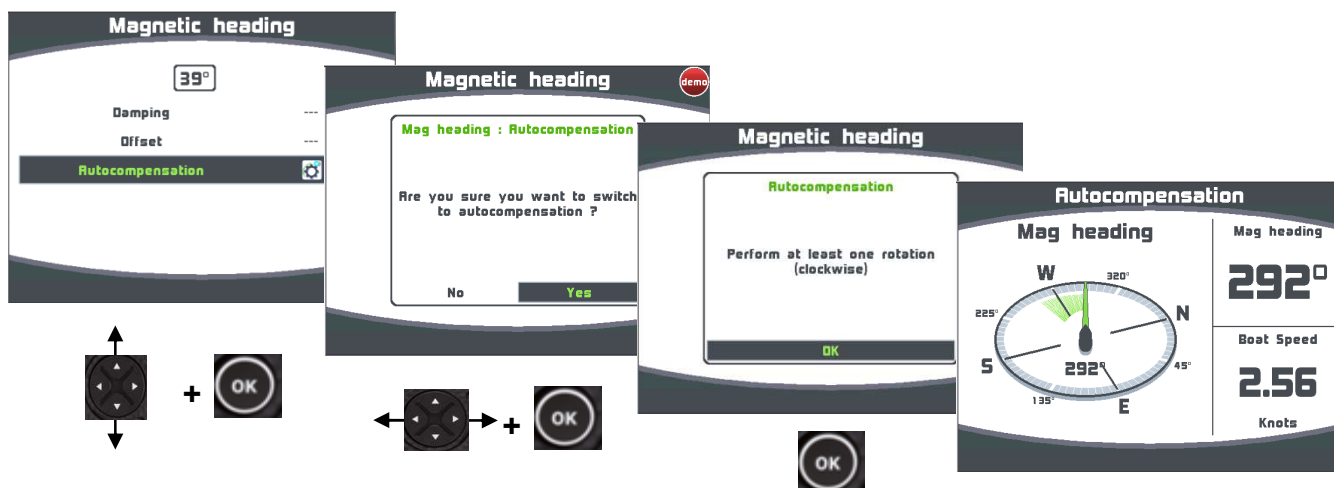 Magnetic heading
39°
Damping ---
Offset ---
Autocompensation
+ OK
Magnetic heading
demo
Mag heading : Autocompensation
Are you sure you want to switch
to autocompensation ?
No Yes
+ OK
Magnetic heading
Autocompensation
Perform at least one rotation
(clockwise)
OK
OK
Autocompensation
Mag heading
W 320°
225° N
S 292° 45°
135° E
Mag heading
292°
Boat Speed
2.56
Knots